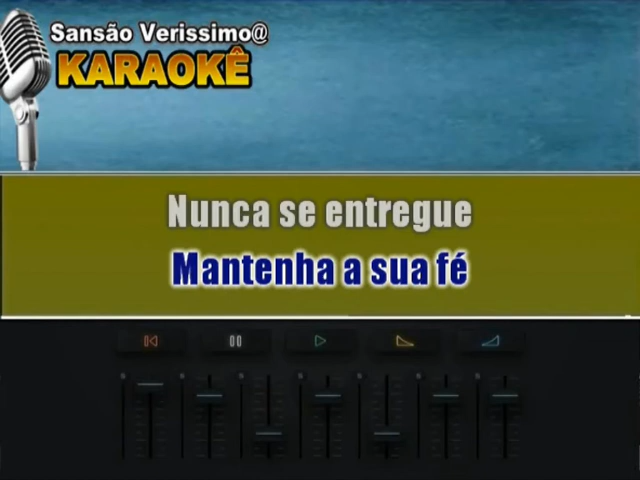 Sansão Verissimo@
KARAOKÊ
Nunca se entregue
Mantenha a sua fé